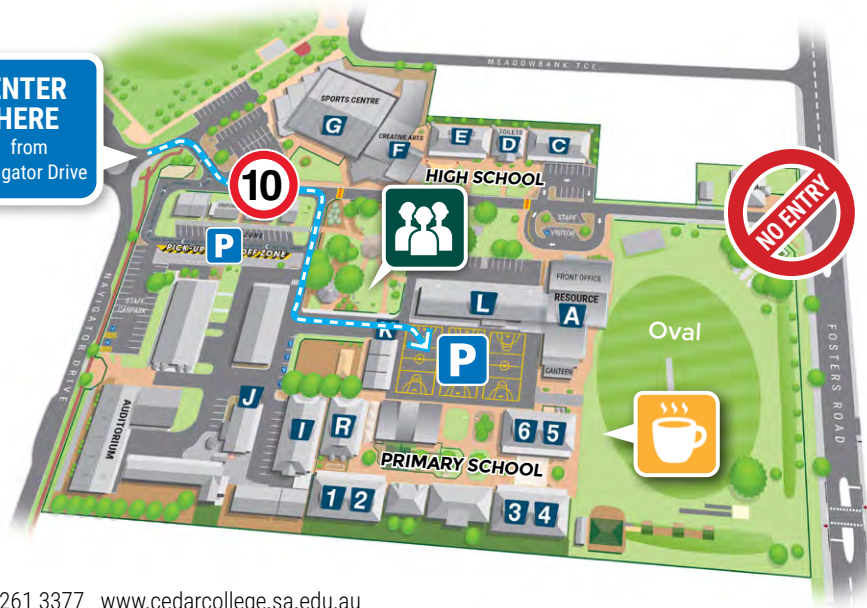 MEADOWBANK TCE.
ENTER
HERE
from
igator Drive
SPORTS CENTRE
G
CREATIVE ARTS
F
E
TOILETS
D
C
10
HIGH SCHOOL
NO ENTRY
STAFF
VISITOR
P
PICK-UP
OFF ZONE
ZONE
FRONT OFFICE
RESOURCE
L
A
Oval
STAFF
CARPARK
NAVIGATOR DRIVE
FOSTERS ROAD
K
P
CANTEEN
J
AUDITORIUM
I
R
6 5
PRIMARY SCHOOL
1 2
3 4
261 3377 www.cedarcollege.sa.edu.au